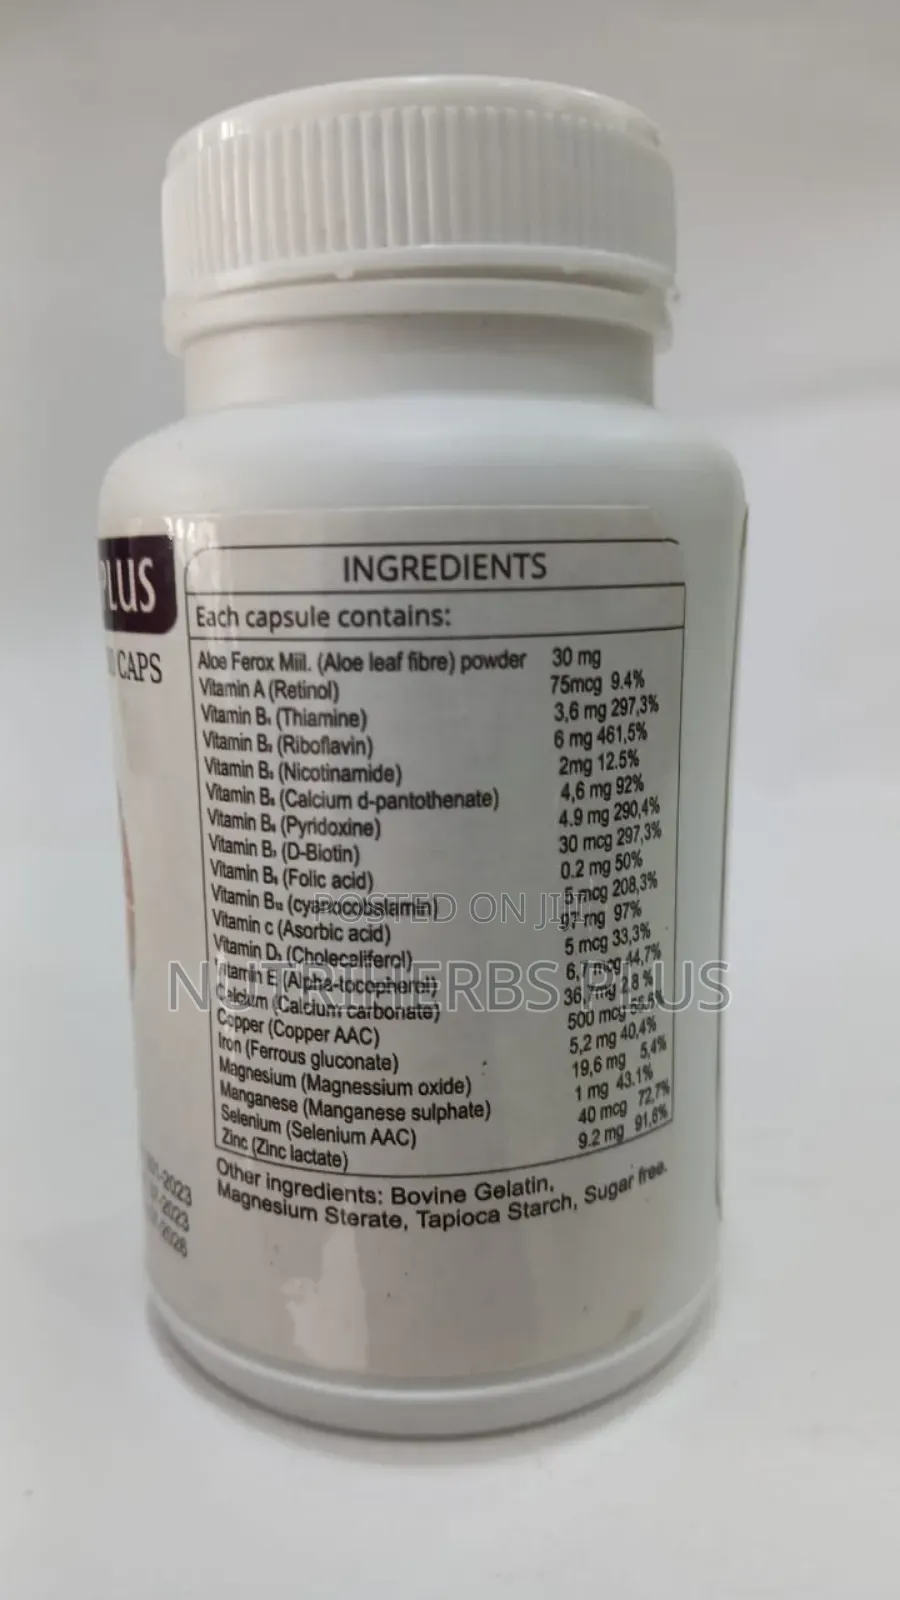 PLUS
CAPS
INGREDIENTS
Each capsule contains:
Aloe Ferox Miil. (Aloe leaf fibre) powder 30 mg
Vitamin A (Retinol) 75mcg 9.4%
Vitamin B₁ (Thiamine) 3,6 mg 297,3%
Vitamin B₂ (Riboflavin) 6 mg 461,5%
Vitamin B₃ (Nicotinamide) 2mg 12.5%
Vitamin B₅ (Calcium d-pantothenate) 4,6 mg 92%
Vitamin B₆ (Pyridoxine) 4.9 mg 290,4%
Vitamin B₇ (D-Biotin) 30 mcg 297,3%
Vitamin B₉ (Folic acid) 0.2 mg 50%
Vitamin B₁₂ (cyanocobalamin) 5 mcg 208,3%
Vitamin c (Asorbic acid) 97 mg 97%
Vitamin D₃ (Cholecaliferol) 5 mcg 33,3%
Vitamin E (Alpha-tocopherol) 6,7 mcg 44,7%
Calcium (Calcium carbonate) 36,7mg 2.8 %
Copper (Copper AAC) 500 mcg 55.6%
Iron (Ferrous gluconate) 5,2 mg 40,4%
Magnesium (Magnessium oxide) 19,6 mg 5,4%
Manganese (Manganese sulphate) 1 mg 43.1%
Selenium (Selenium AAC) 40 mcg 72,7%
Zinc (Zinc lactate) 9.2 mg 91,6%
Other ingredients: Bovine Gelatin,
Magnesium Sterate, Tapioca Starch, Sugar free.
-2023
-2023
-2026
POSTED ON JIJI
NUTRIHERBS PLUS